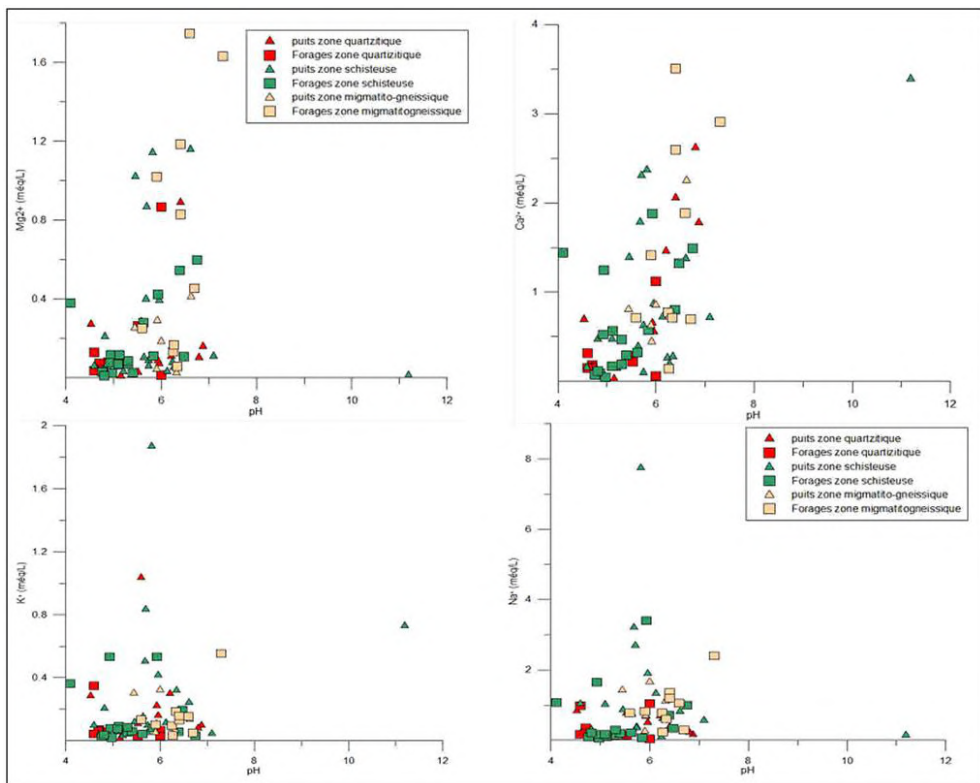 puits zone quartzitique
Forages zone quartizitique
puits zone schisteuse
Forages zone schisteuse
puits zone migmatito-gneissique
Forages zone migmatitogneissique
Mg2+ (méq/L)
1.6
1.2
0.8
0.4
4 6 8 10 12
pH
Ca²⁺ (méq/L)
4
3
2
1
4 6 8 10 12
pH
K⁺ (méq/L)
2
1.6
1.2
0.8
0.4
4 6 8 10 12
pH
puits zone quartzitique
Forages zone quartizitique
puits zone schisteuse
Forages zone schisteuse
puits zone migmatito-gneissique
Forages zone migmatitogneissique
Na⁺ (méq/L)
8
6
4
2
4 6 8 10 12
pH